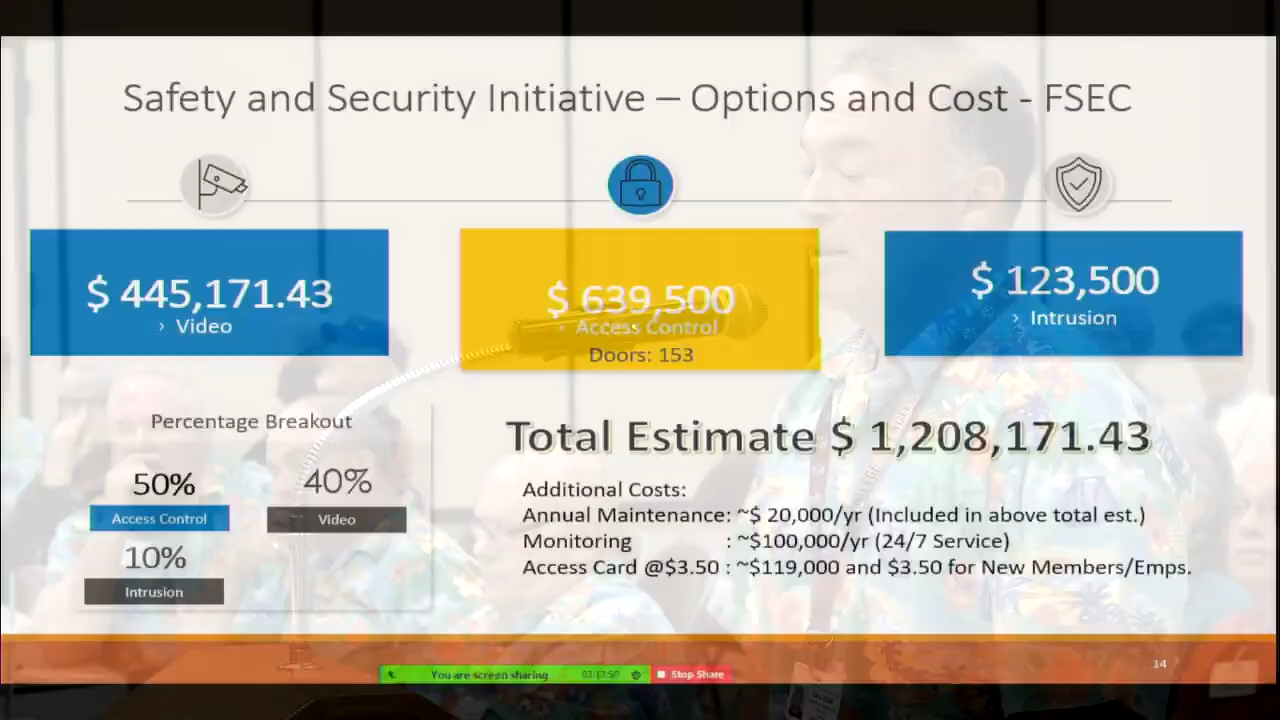 Safety and Security Initiative – Options and Cost - FSEC
$ 445,171.43
› Video
$ 639,500
› Access Control
Doors: 153
$ 123,500
› Intrusion
Percentage Breakout
50%
Access Control
40%
Video
10%
Intrusion
Total Estimate $ 1,208,171.43
Additional Costs:
Annual Maintenance: ~$ 20,000/yr (Included in above total est.)
Monitoring : ~$100,000/yr (24/7 Service)
Access Card @$3.50 : ~$119,000 and $3.50 for New Members/Emps.
14
You are screen sharing
Stop Share